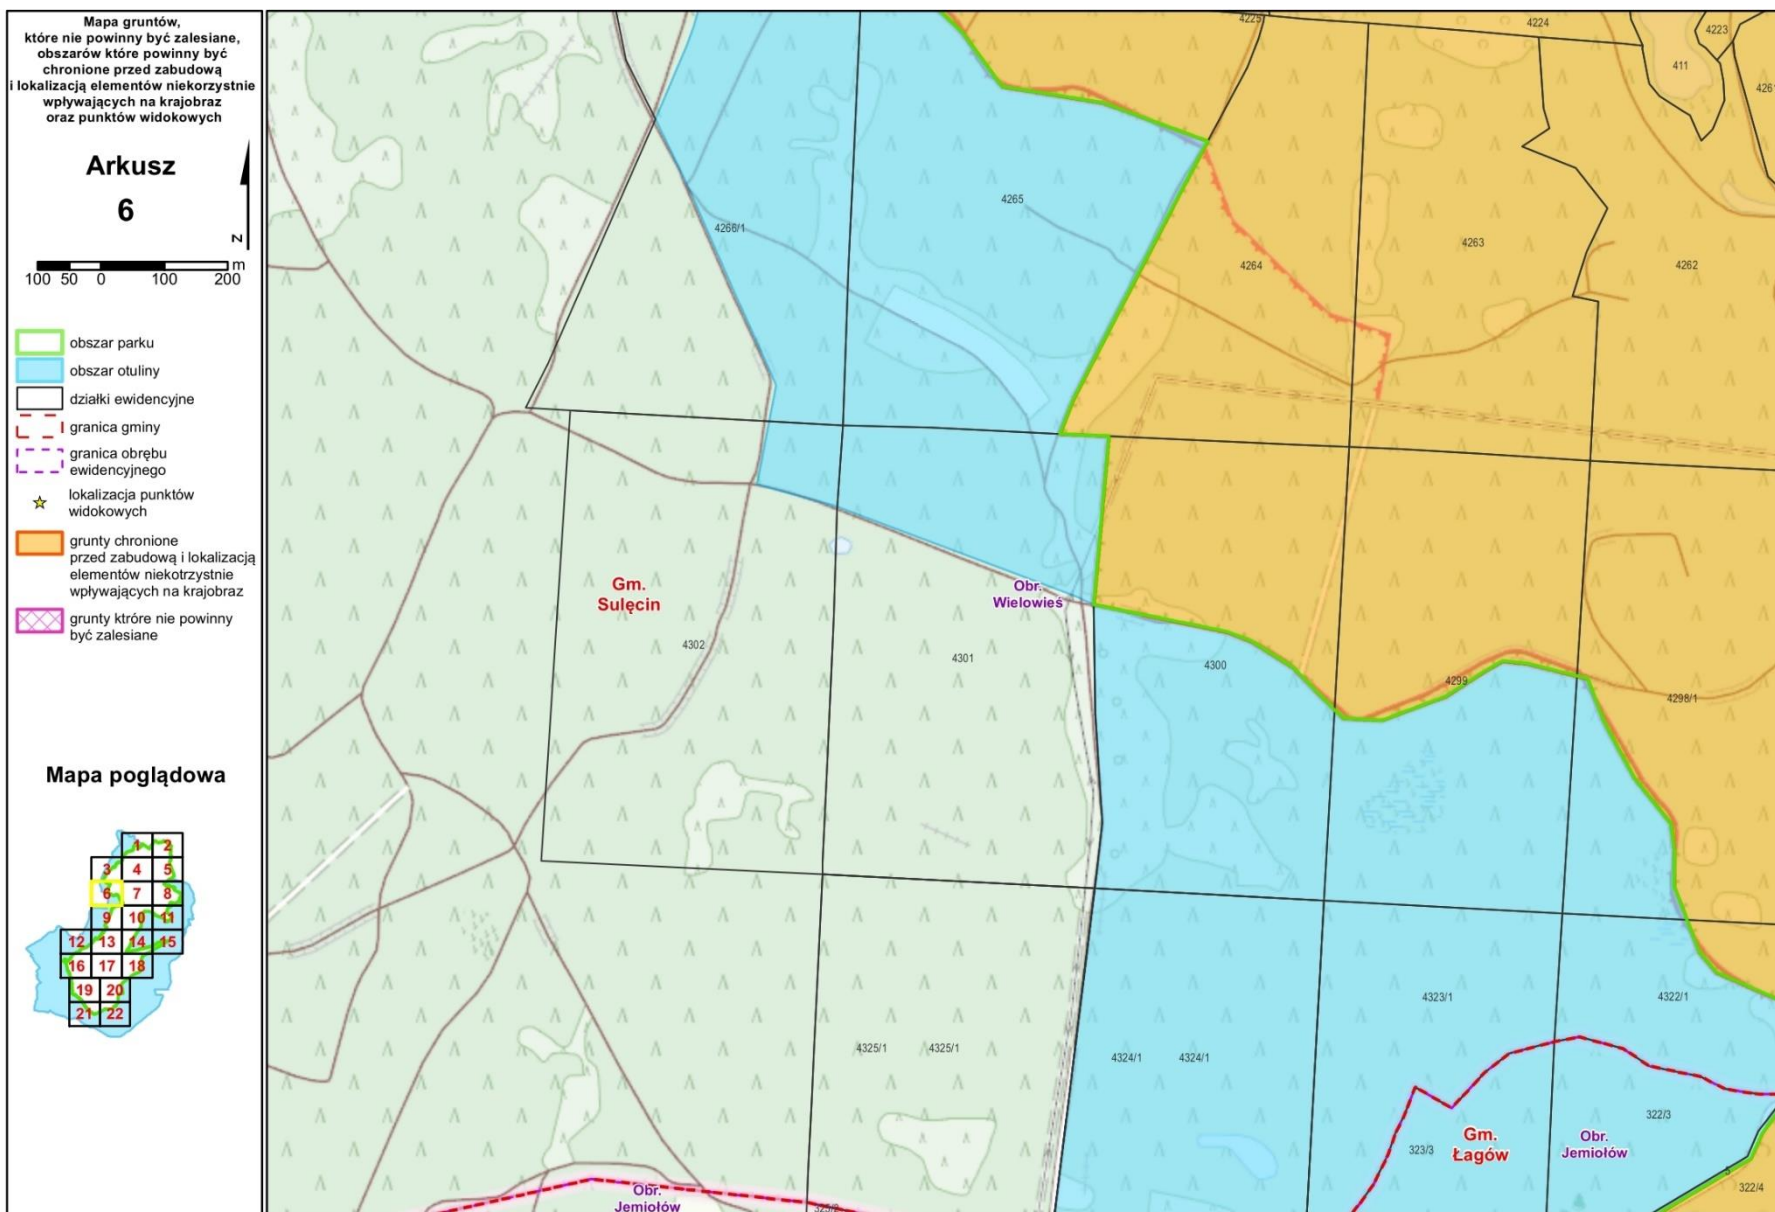 Mapa gruntów,
które nie powinny być zalesiane,
obszarów które powinny być
chronione przed zabudową
i lokalizacją elementów niekorzystnie
wpływających na krajobraz
oraz punktów widokowych
Arkusz
6
N
100 50 0 100 200 m
obszar parku
obszar otuliny
działki ewidencyjne
granica gminy
granica obrębu
ewidencyjnego
lokalizacja punktów
widokowych
grunty chronione
przed zabudową i lokalizacją
elementów niekotrzystnie
wpływających na krajobraz
grunty któŕe nie powinny
być zalesiane
Mapa poglądowa
1 2
3 4 5
6 7 8
9 10 11
12 13 14 15
16 17 18
19 20
21 22
4225
4224
4223
411
4261
4265
4266/1
4264
4263
4262
Gm.
Sulęcin
Obr.
Wielowieś
4302
4301
4300
4299
4298/1
4325/1
4325/1
4324/1
4324/1
4323/1
4322/1
322/3
323/3
Gm.
Łagów
Obr.
Jemiołów
5
322/4
Obr.
Jemiołów